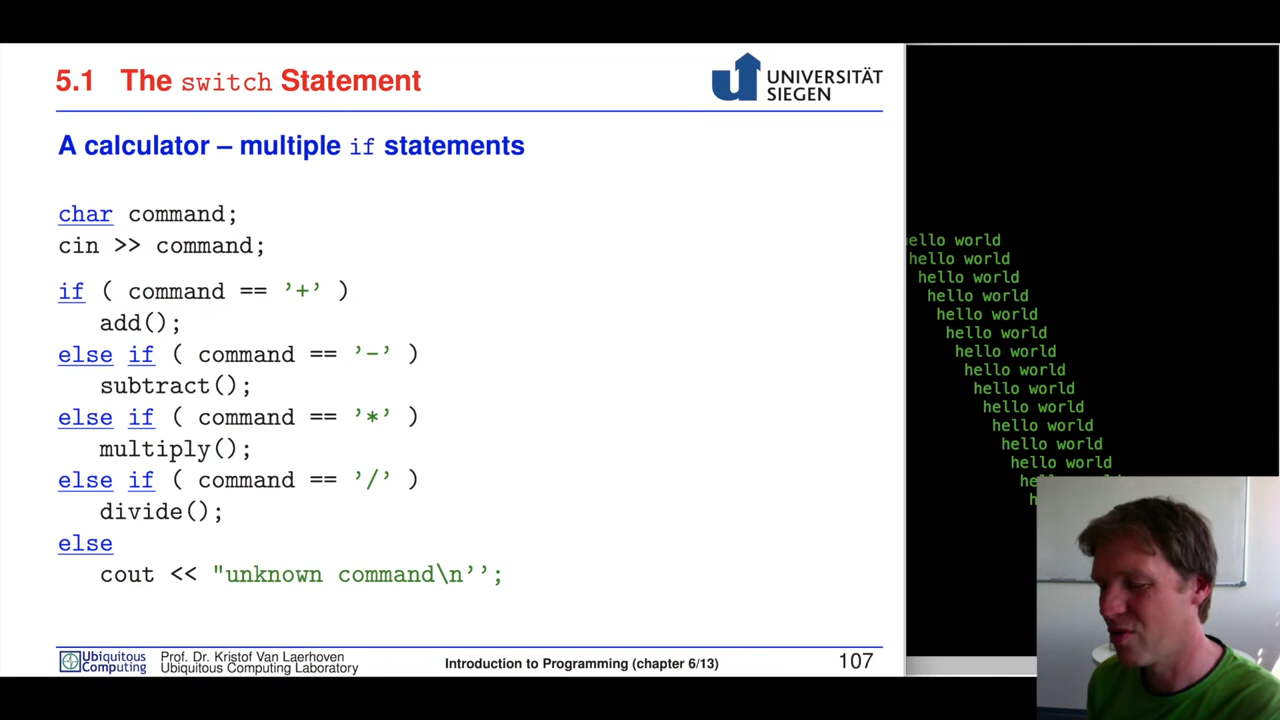 5.1 The switch Statement
UNIVERSITÄT
SIEGEN
A calculator – multiple if statements
char command;
cin >> command;
if ( command == ’+’ )
add();
else if ( command == ’-’ )
subtract();
else if ( command == ’*’ )
multiply();
else if ( command == ’/’ )
divide();
else
cout << "unknown command\n’’;
Ubiquitous
Computing
Prof. Dr. Kristof Van Laerhoven
Ubiquitous Computing Laboratory
Introduction to Programming (chapter 6/13)
107
ello world
hello world
hello world
hello world
hello world
hello world
hello world
hello world
hello world
hello world
hello world
hello world
hello world
he
h